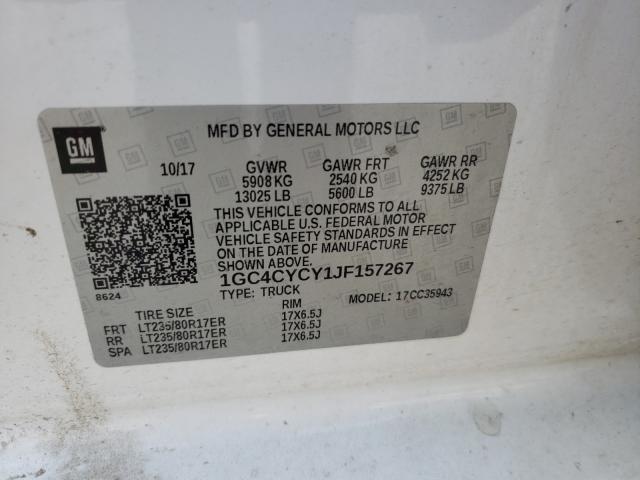 GM
MFD BY GENERAL MOTORS LLC
10/17 GVWR GAWR FRT GAWR RR
5908 KG 2540 KG 4252 KG
13025 LB 5600 LB 9375 LB
THIS VEHICLE CONFORMS TO ALL
APPLICABLE U.S. FEDERAL MOTOR
VEHICLE SAFETY STANDARDS IN EFFECT
ON THE DATE OF MANUFACTURE
SHOWN ABOVE.
8624
1GC4CYCY1JF157267
TYPE: TRUCK MODEL: 17CC35943
TIRE SIZE RIM
FRT LT235/80R17ER 17X6.5J
RR LT235/80R17ER 17X6.5J
SPA LT235/80R17ER 17X6.5J